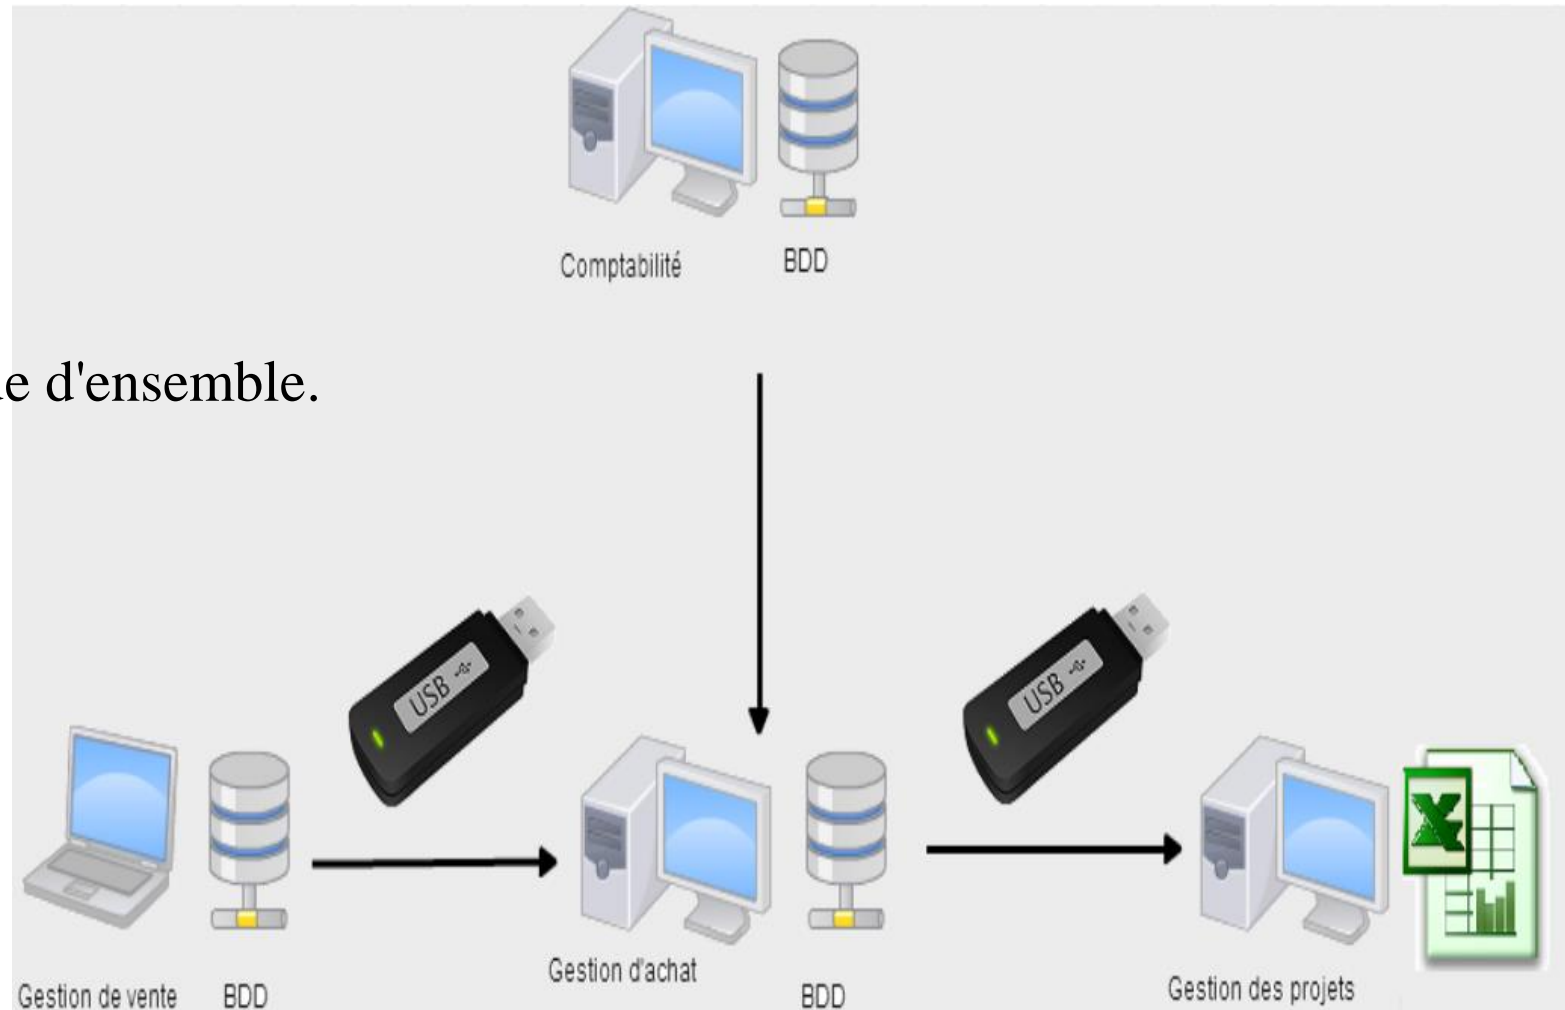 Comptabilité
BDD
d'ensemble.
USB
USB
Gestion de vente
BDD
Gestion d'achat
BDD
Gestion des projets